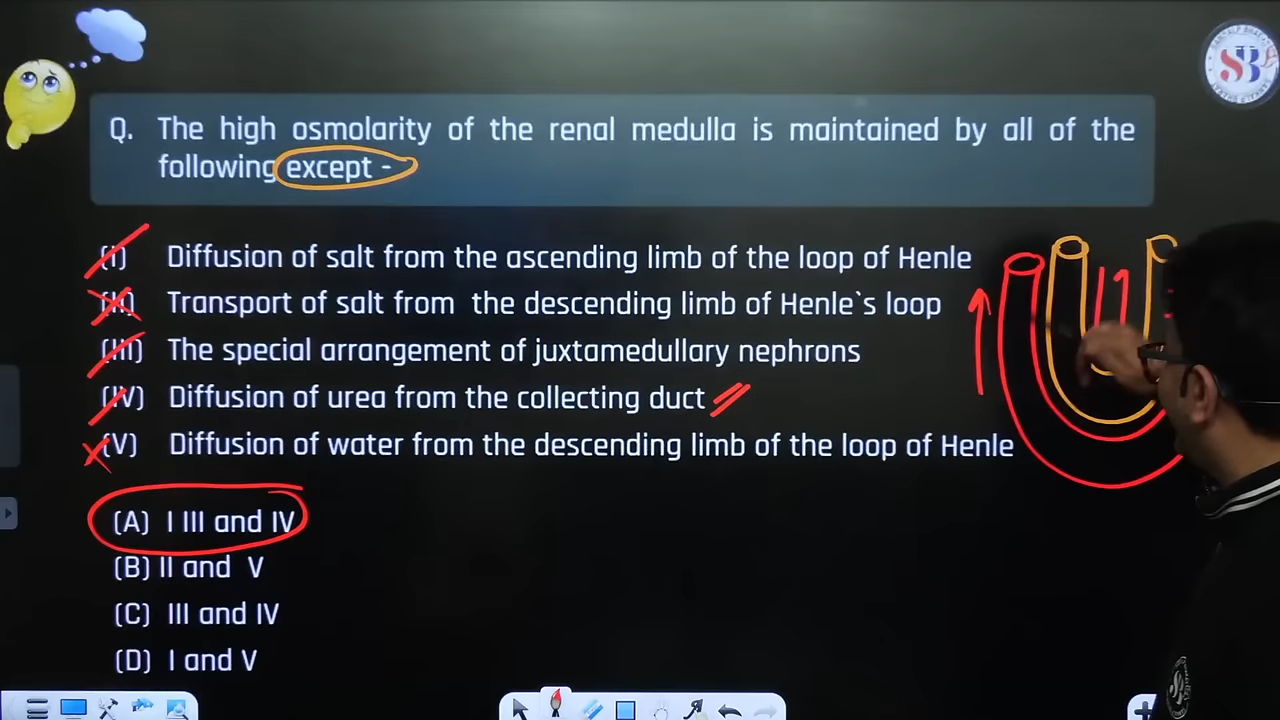 SB
Q. The high osmolarity of the renal medulla is maintained by all of the
following except -
(I) Diffusion of salt from the ascending limb of the loop of Henle
(II) Transport of salt from the descending limb of Henle`s loop
(III) The special arrangement of juxtamedullary nephrons
(IV) Diffusion of urea from the collecting duct
(V) Diffusion of water from the descending limb of the loop of Henle
(A) I III and IV
(B) II and V
(C) III and IV
(D) I and V